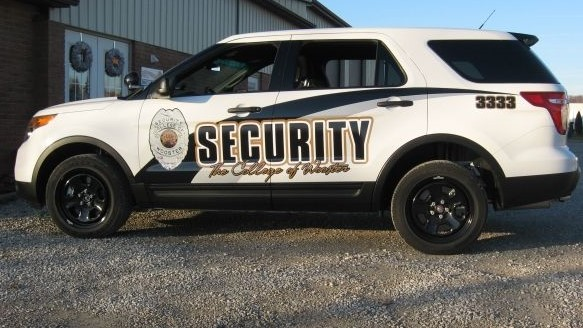 SECURITY
The College of Wooster
3333